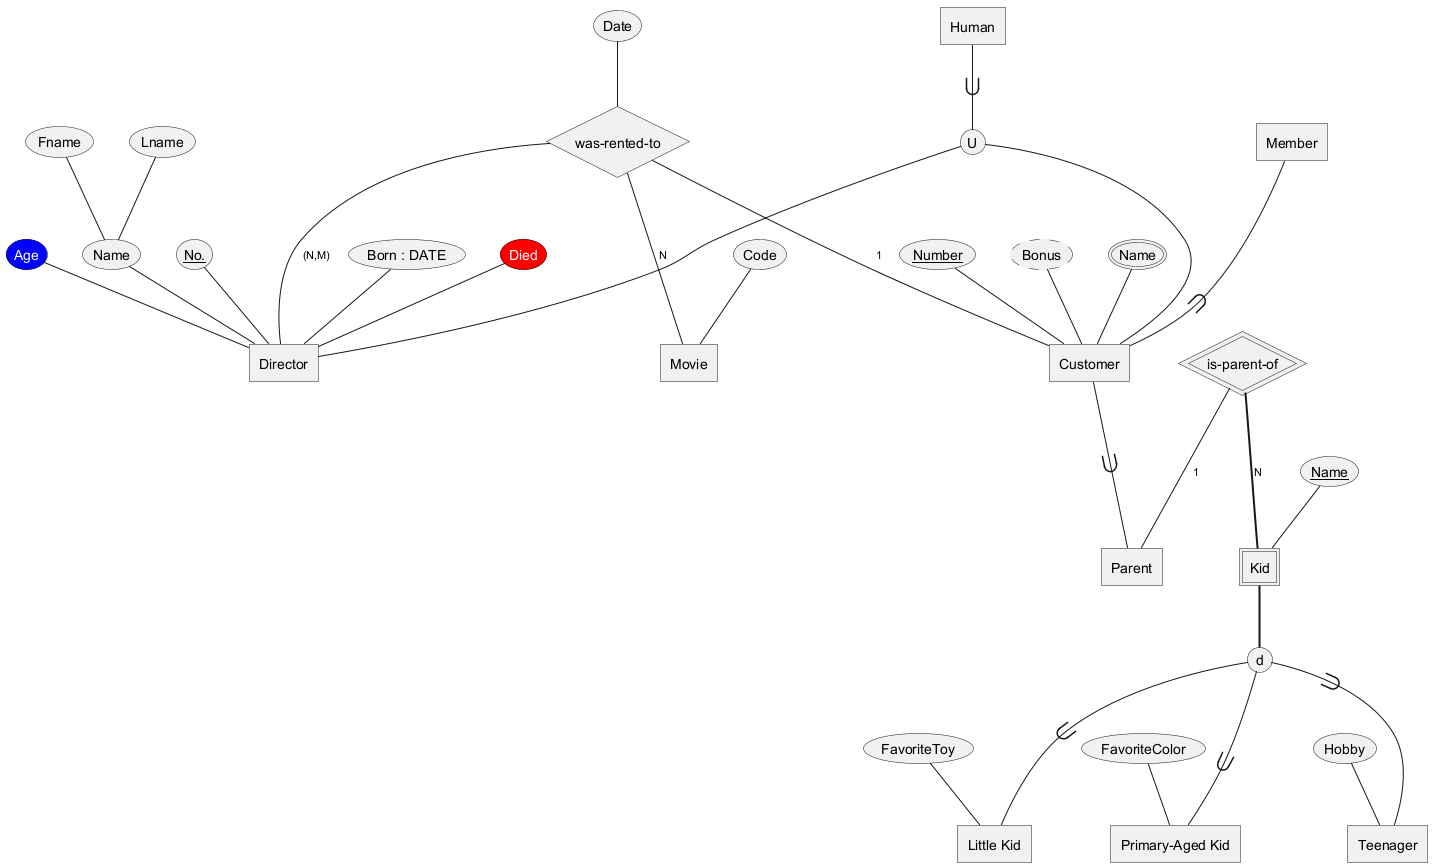 Date
Human
Fname
Lname
was-rented-to
U
U
Member
Age
Name
No.
Born : DATE
(N,M)
Died
N
Code
1
Number
Bonus
Name
U
Director
Movie
Customer
is-parent-of
U
1
N
Name
Parent
Kid
d
U
U
U
FavoriteToy
FavoriteColor
Hobby
Little Kid
Primary-Aged Kid
Teenager